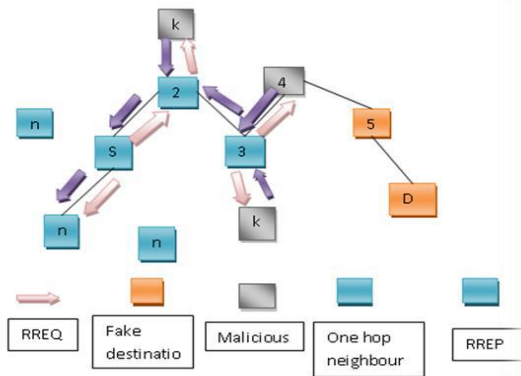 k
2
4
n
5
S
3
D
k
n
n
RREQ
Fake
destinatio
Malicious
One hop
neighbour
RREP